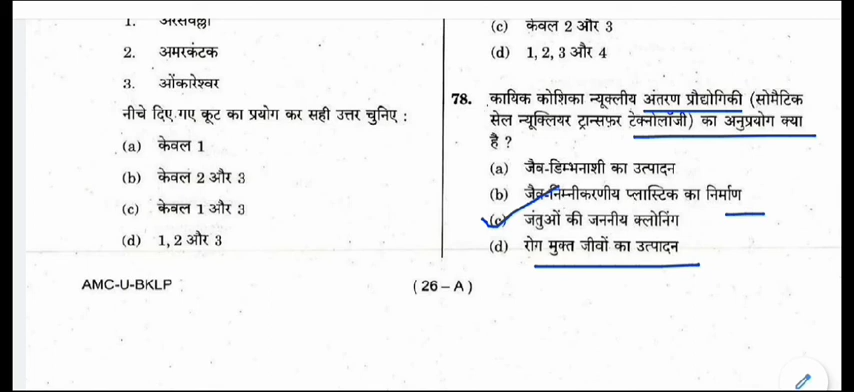 1. अरसवल्ली
2. अमरकंटक
3. ओंकारेश्वर
नीचे दिए गए कूट का प्रयोग कर सही उत्तर चुनिए :
(a) केवल 1
(b) केवल 2 और 3
(c) केवल 1 और 3
(d) 1, 2 और 3
(c) केवल 2 और 3
(d) 1, 2, 3 और 4
78. कायिक कोशिका न्यूक्लीय अंतरण प्रौद्योगिकी (सोमैटिक
सेल न्यूक्लियर ट्रान्सफ़र टेक्नोलॉजी) का अनुप्रयोग क्या
है ?
(a) जैव-डिम्भनाशी का उत्पादन
(b) जैव-निम्नीकरणीय प्लास्टिक का निर्माण
(c) जंतुओं की जननीय क्लोनिंग
(d) रोग मुक्त जीवों का उत्पादन
AMC-U-BKLP
( 26 – A )